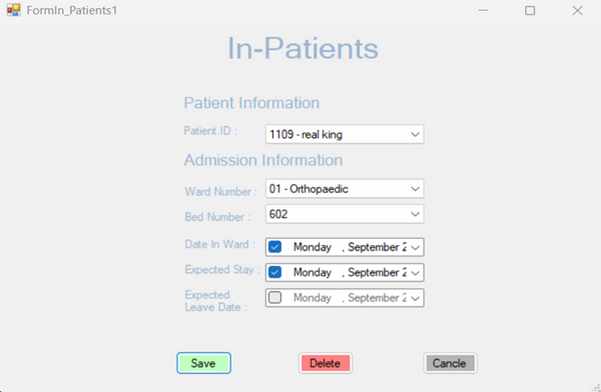 FormIn_Patients1
In-Patients
Patient Information
Patient.ID : 1109 - real king
Admission Information
Ward Number : 01 - Orthopaedic
Bed Number : 602
Date In Ward : Monday , September 2
Expected Stay : Monday , September 2
Expected Leave Date : Monday , September 2
Save Delete Cancle